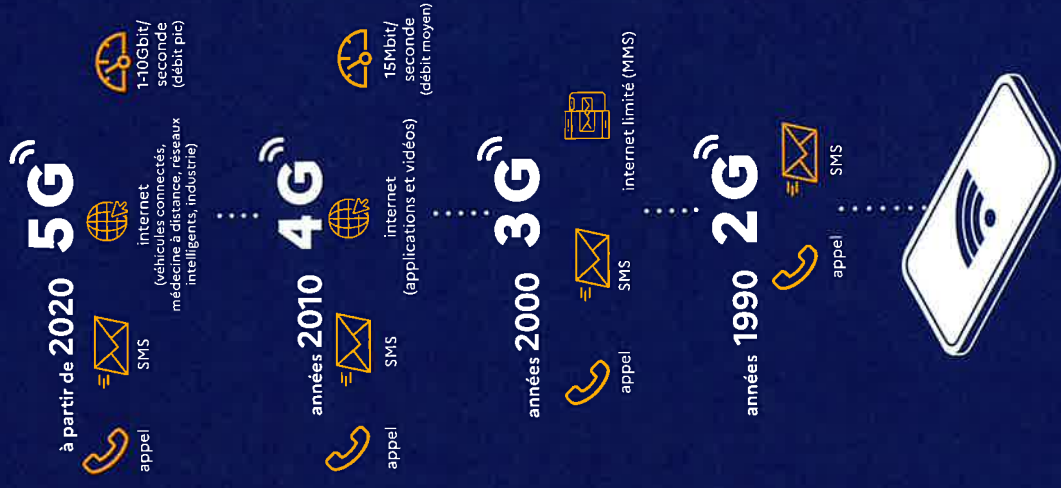 à partir de 2020 5G
appel
SMS
internet
(véhicules connectés,
médecine à distance, réseaux
intelligents, industrie)
1-10Gbit/
seconde
(débit pic)
années 2010 4G
appel
SMS
internet
(applications et vidéos)
15Mbit/
seconde
(débit moyen)
années 2000 3G
appel
SMS
internet limité (MMS)
années 1990 2G
appel
SMS